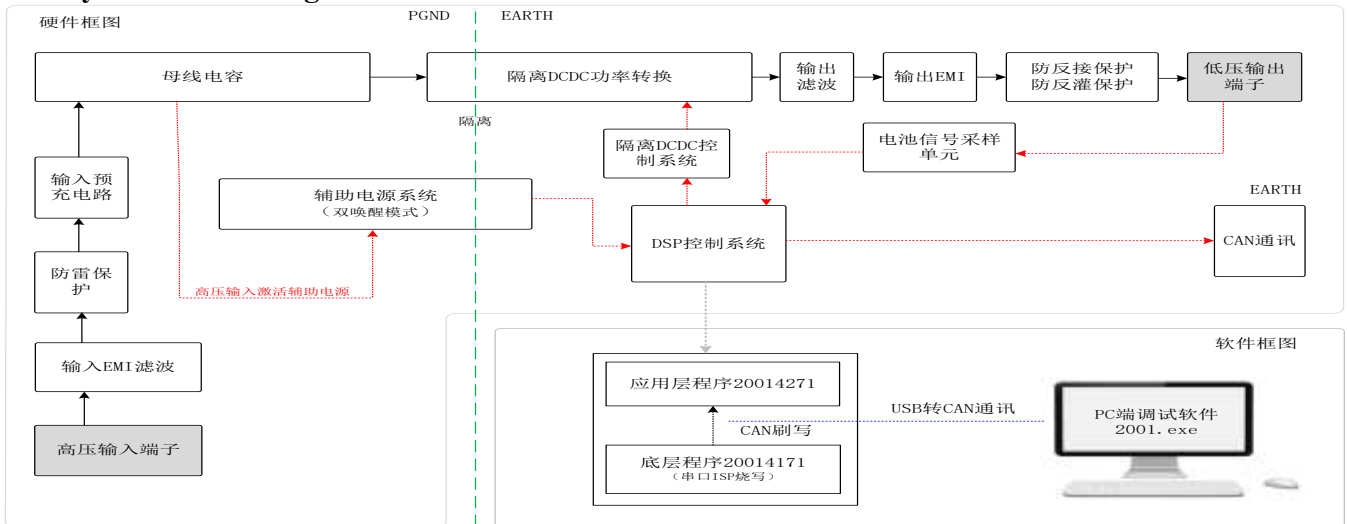 硬件框图
PGND
EARTH
母线电容
隔离DCDC功率转换
输出
滤波
输出EMI
防反接保护
防反灌保护
低压输出
端子
隔离
隔离DCDC控
制系统
电池信号采样
单元
输入预
充电路
辅助电源系统
(双唤醒模式)
EARTH
DSP控制系统
CAN通讯
防雷保
护
高压输入激活辅助电源
软件框图
输入EMI滤波
应用层程序20014271
USB转CAN通讯
PC端调试软件
2001.exe
CAN刷写
高压输入端子
底层程序20014171
(串口ISP烧写)